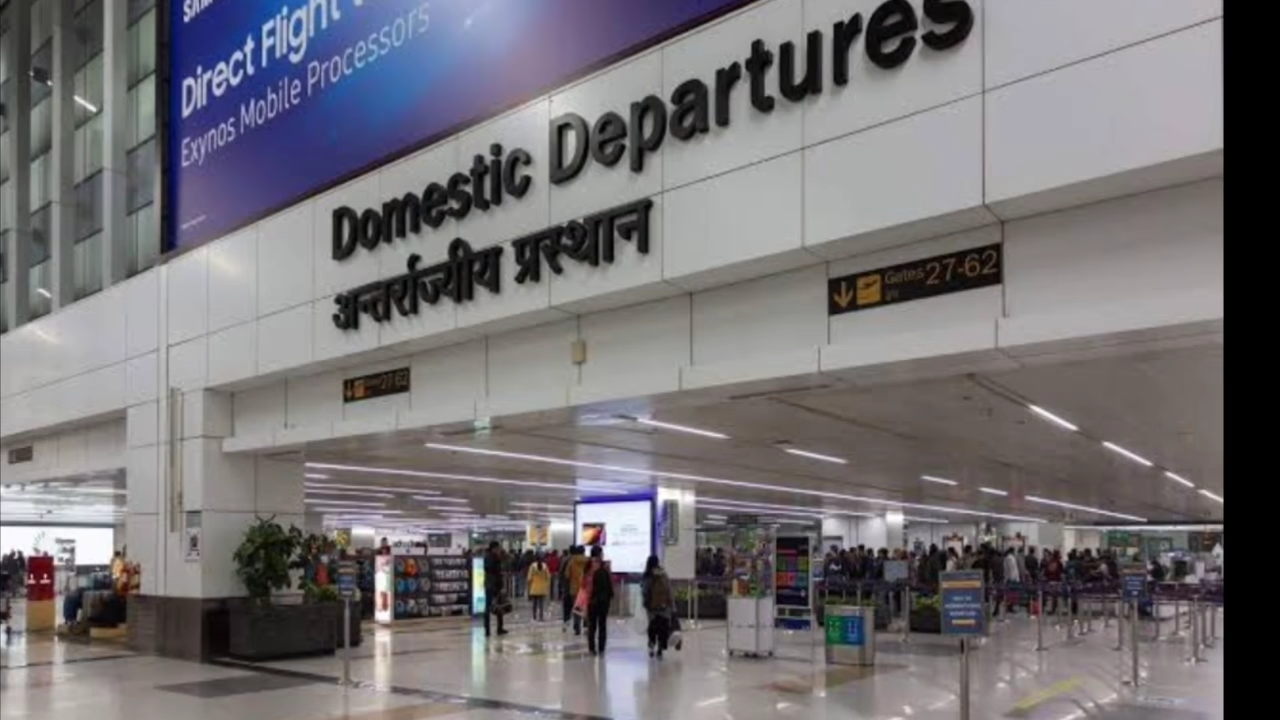 Direct Flight
Exynos Mobile Processors
Domestic Departures
अन्तर्राज्यीय प्रस्थान
Gates 27-62
27-62